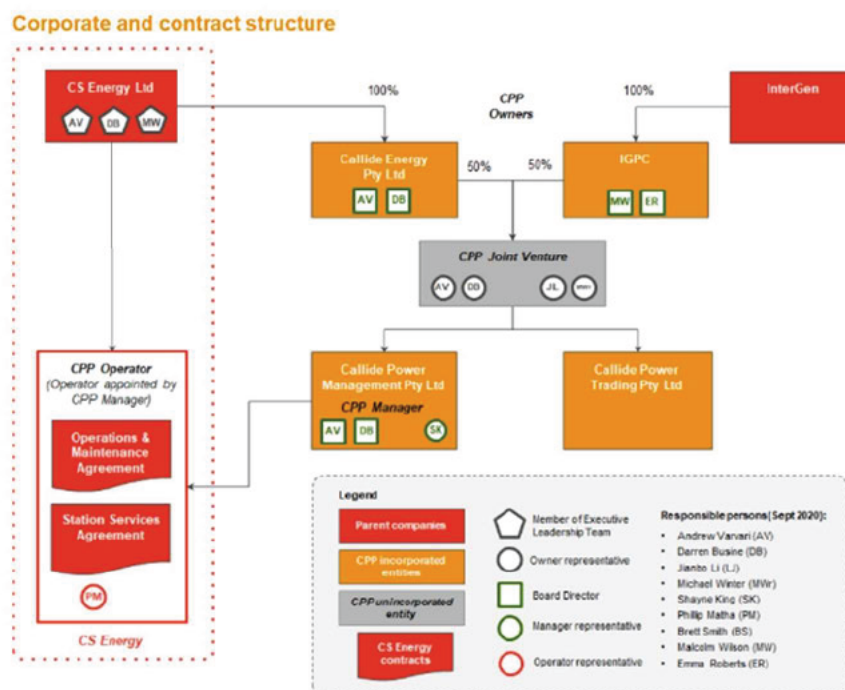 Corporate and contract structure
CS Energy Ltd
AV
DB
MW
100%
CPP
Owners
100%
InterGen
Callide Energy
Pty Ltd
AV
DB
50%
50%
IGPC
MW
ER
CPP Joint Venture
AV
DB
JL
CPP Operator
(Operator appointed by
CPP Manager)
Operations &
Maintenance
Agreement
Station Services
Agreement
PM
CS Energy
Callide Power
Management Pty Ltd
CPP Manager
AV
DB
SK
Callide Power
Trading Pty Ltd
Legend
Parent companies
CPP incorporated
entities
CPP unincorporated
entity
CS Energy
contracts
Member of Executive
Leadership Team
Owner representative
Board Director
Manager representative
Operator representative
Responsible persons(Sept 2020):
• Andrew Varvari (AV)
• Darren Busine (DB)
• Jianbo Li (LJ)
• Michael Winter (MWr)
• Shayne King (SK)
• Phillip Matha (PM)
• Brett Smith (BS)
• Malcolm Wilson (MW)
• Emma Roberts (ER)